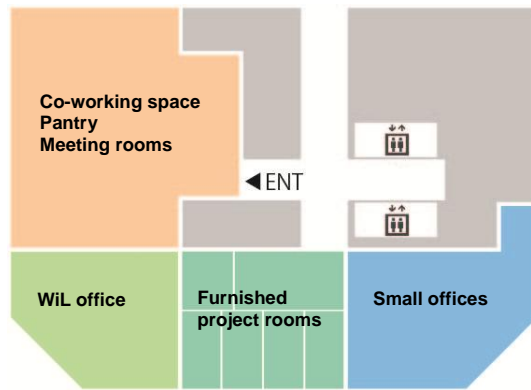 Co-working space
Pantry
Meeting rooms
◀ENT
WiL office
Furnished
project rooms
Small offices